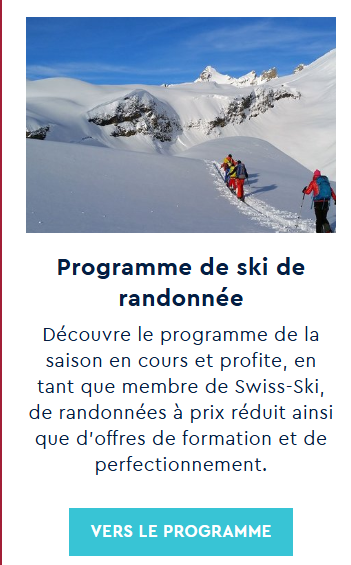 Programme de ski de
randonnée
Découvre le programme de la
saison en cours et profite, en
tant que membre de Swiss-Ski,
de randonnées à prix réduit ainsi
que d'offres de formation et de
perfectionnement.
VERS LE PROGRAMME